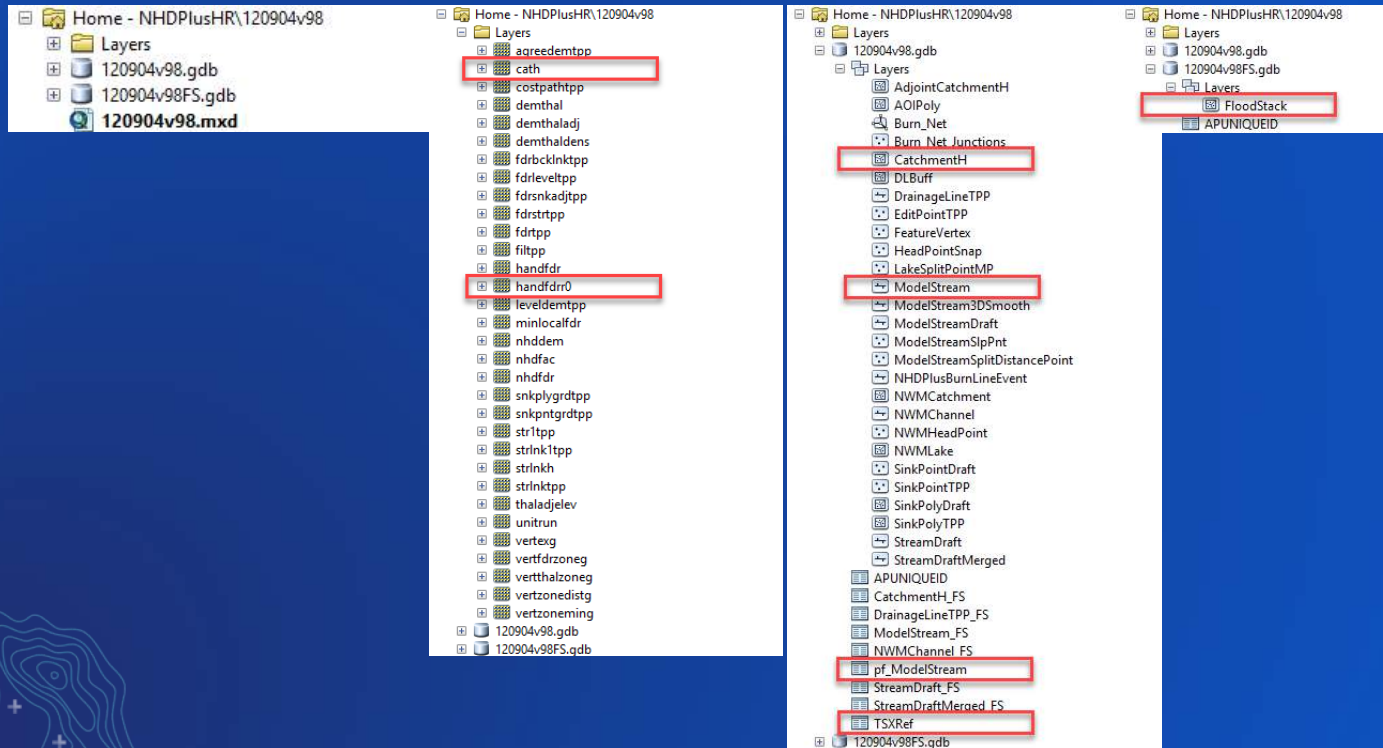 Home - NHDPlusHR\120904v98
Layers
120904v98.gdb
120904v98FS.gdb
120904v98.mxd
Home - NHDPlusHR\120904v98
Layers
agreedemtpp
cath
costpathtpp
demthal
demthaladj
demthaldens
fdrbcklnktpp
fdrleveltpp
fdrsnkadjtpp
fdrstrtpp
fdrtpp
filtpp
handfdr
handfdrr0
leveldemtpp
minlocalfdr
nhddem
nhdfac
nhdfdr
snkplygrdtpp
snkpntgrdtpp
str1tpp
strlnk1tpp
strlnkh
strlnktpp
thaladjelev
unitrun
vertexg
vertfdrzoneg
vertthalzoneg
vertzonedistg
vertzoneming
120904v98.gdb
120904v98FS.gdb
Home - NHDPlusHR\120904v98
Layers
120904v98.gdb
Layers
AdjointCatchmentH
AOIPoly
Burn_Net
Burn_Net_Junctions
CatchmentH
DLBuff
DrainageLineTPP
EditPointTPP
FeatureVertex
HeadPointSnap
LakeSplitPointMP
ModelStream
ModelStream3DSmooth
ModelStreamDraft
ModelStreamSlpPnt
ModelStreamSplitDistancePoint
NHDPlusBurnLineEvent
NWMCatchment
NWMChannel
NWMHeadPoint
NWMLake
SinkPointDraft
SinkPointTPP
SinkPolyDraft
SinkPolyTPP
StreamDraft
StreamDraftMerged
APUNIQUEID
CatchmentH_FS
DrainageLineTPP_FS
ModelStream_FS
NWMChannel_FS
pf_ModelStream
StreamDraft_FS
StreamDraftMerged_FS
TSXRef
120904v98FS.gdb
Home - NHDPlusHR\120904v98
Layers
120904v98.gdb
120904v98FS.gdb
Layers
FloodStack
APUNIQUEID